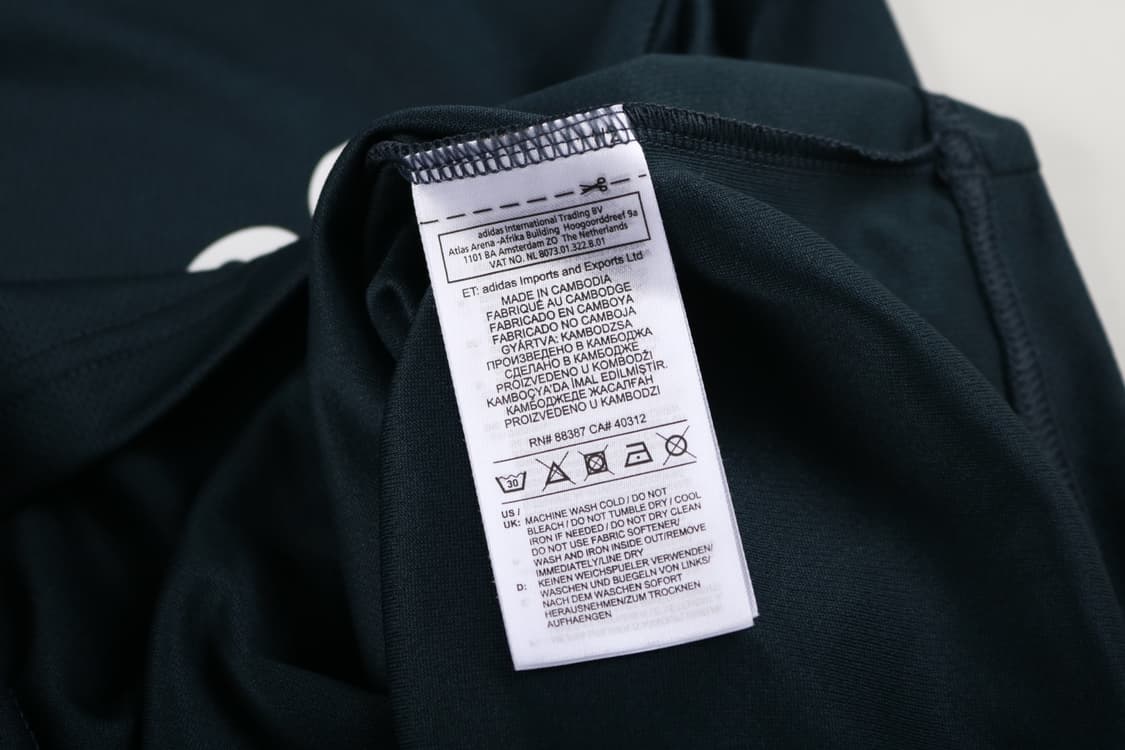 adidas International Trading BV
Atlas Arena -Afrika Building Hoogoorddreef 9a
1101 BA Amsterdam ZO The Netherlands
VAT NO. NL 8073.01.322.B.01
ET: adidas Imports and Exports Ltd
MADE IN CAMBODIA
FABRIQUÉ AU CAMBODGE
FABRICADO EN CAMBOYA
FABRICADO NO CAMBOJA
GYÁRTVA: KAMBODZSA
ПРОИЗВЕДЕНО В КАМБОДЖА
СДЕЛАНО В КАМБОДЖЕ
PROIZVEDENO U KOMBODŽI
KAMBOÇYA'DA İMAL EDİLMİŞTİR.
КАМБОДЖЕДЕ ЖАСАЛҒАН
PROIZVEDENO U KAMBODZI
RN# 88387 CA# 40312
30
US /
UK: MACHINE WASH COLD / DO NOT
BLEACH / DO NOT TUMBLE DRY / COOL
IRON IF NEEDED / DO NOT DRY CLEAN
DO NOT USE FABRIC SOFTENER/
WASH AND IRON INSIDE OUT/REMOVE
IMMEDIATELY/LINE DRY
D: KEINEN WEICHSPUELER VERWENDEN/
WASCHEN UND BUEGELN VON LINKS/
NACH DEM WASCHEN SOFORT
HERAUSNEHMEN/ZUM TROCKNEN
AUFHAENGEN